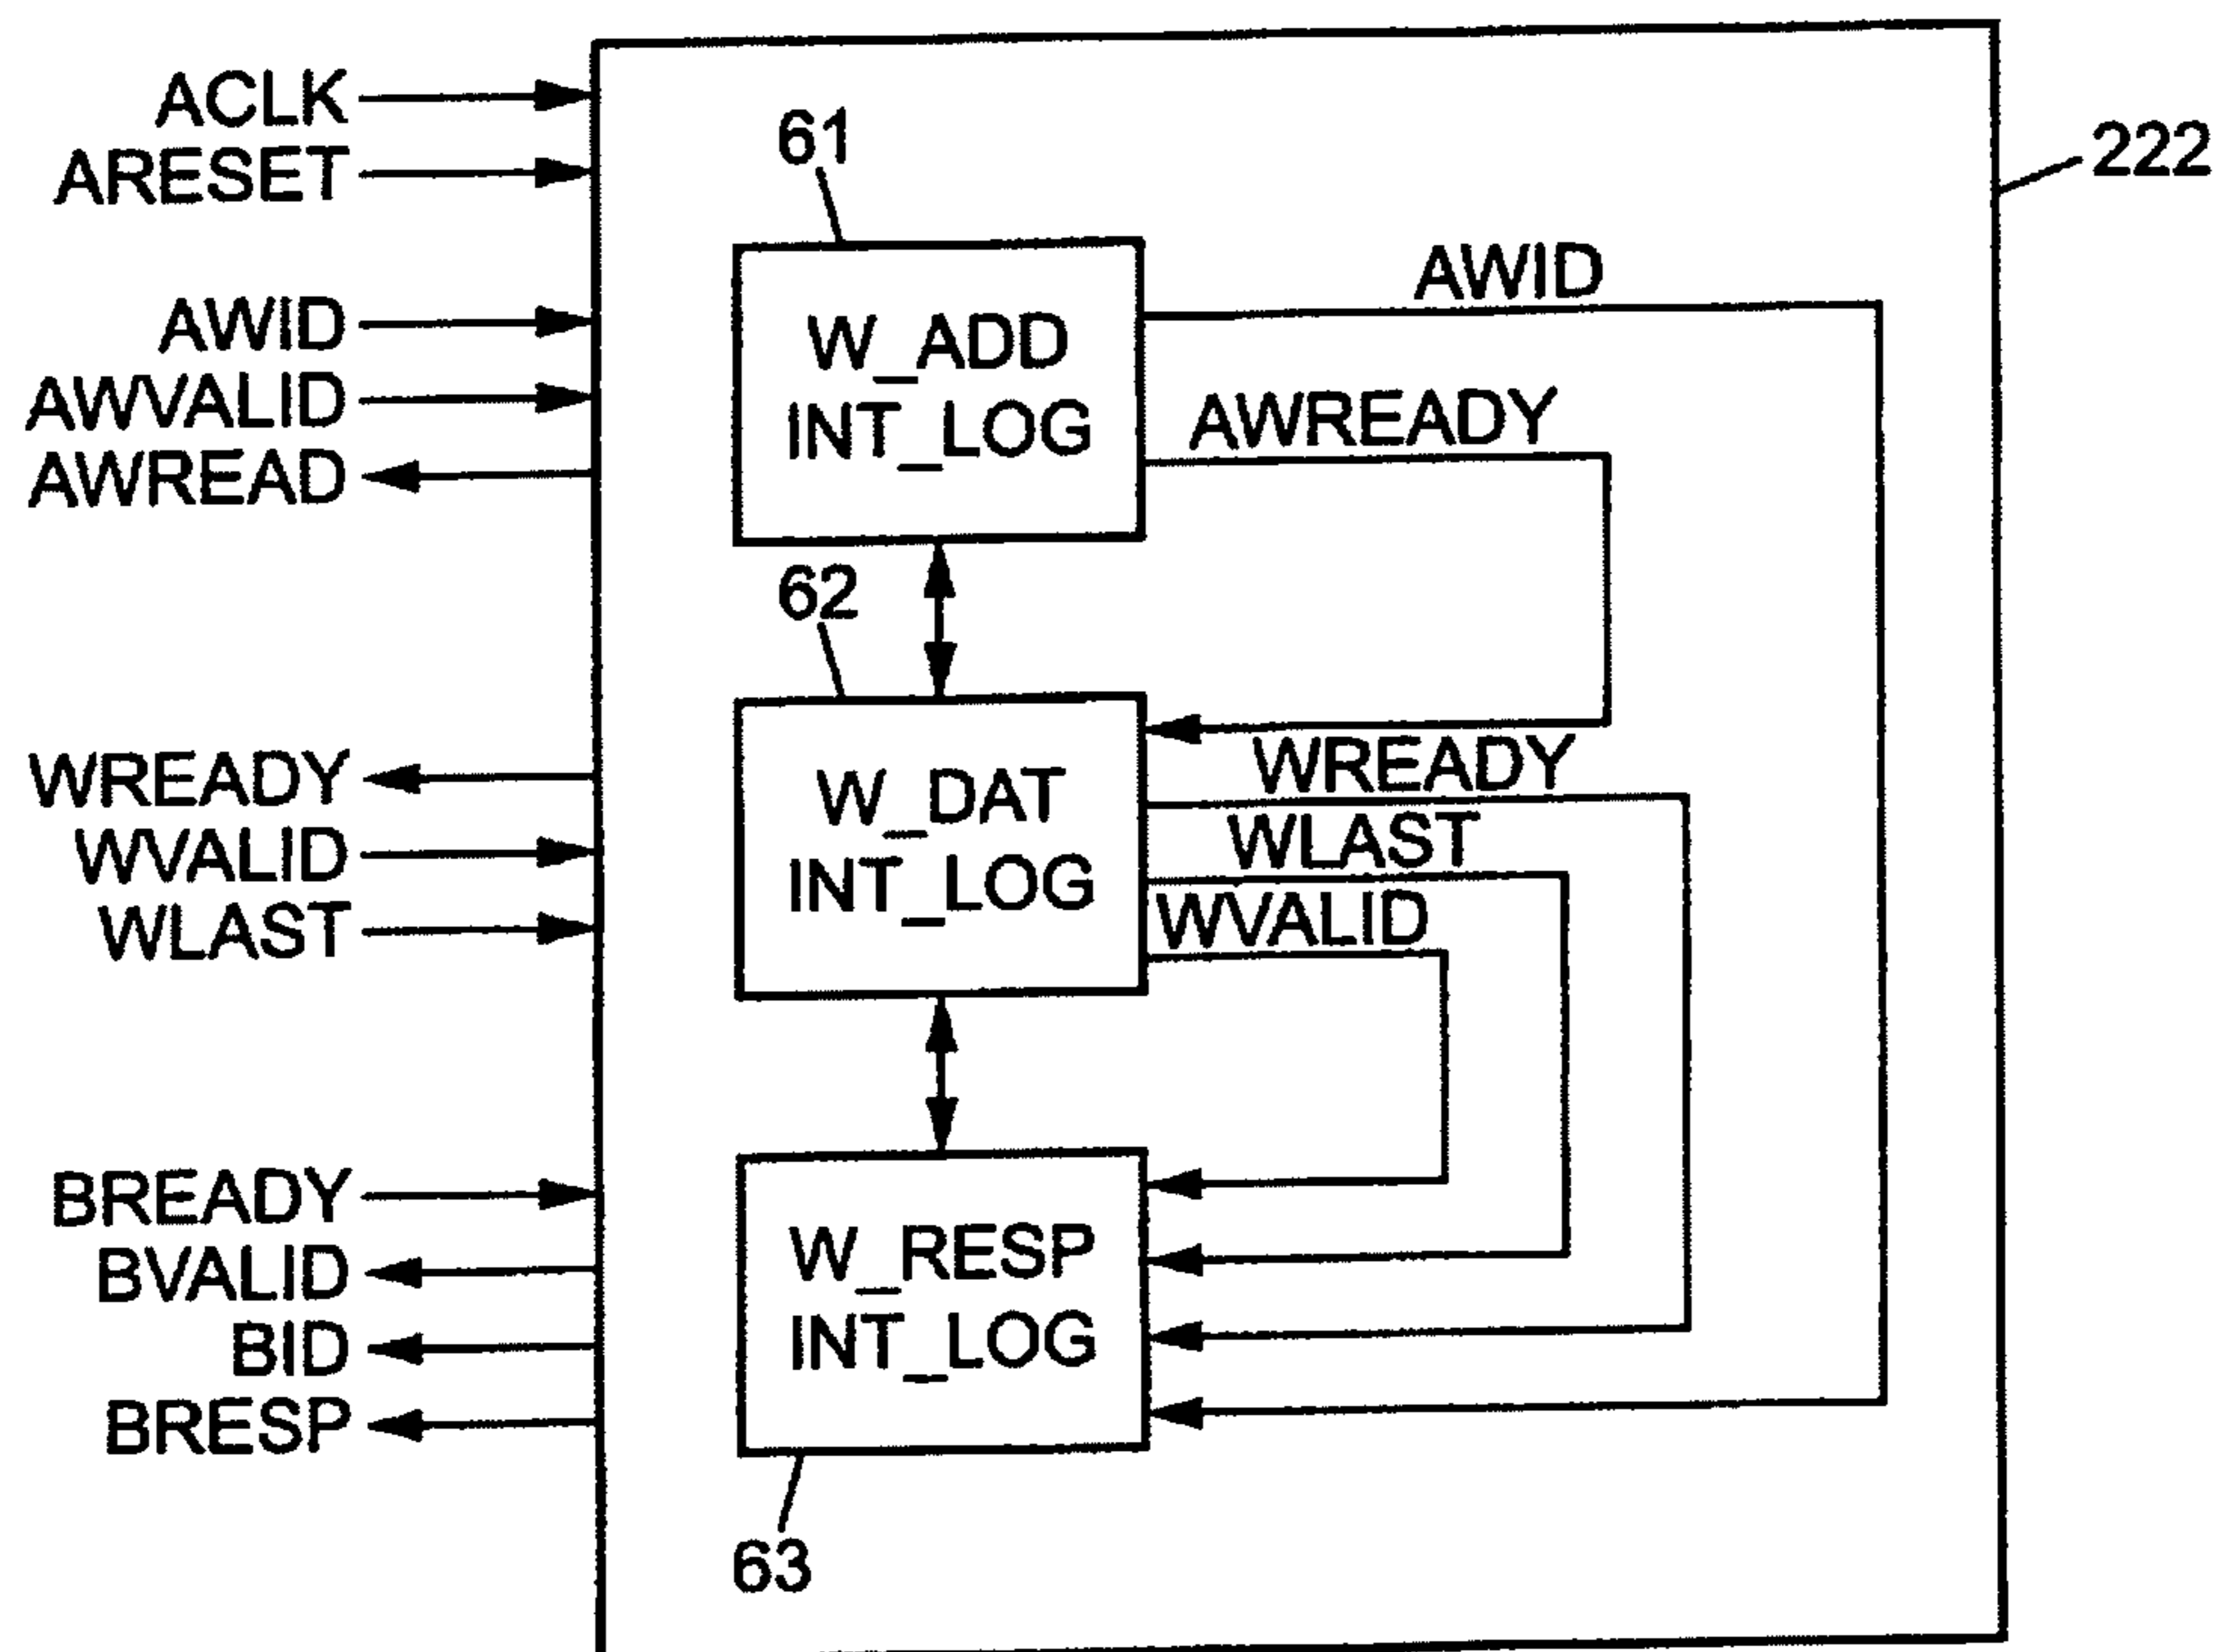 ACLK
ARESET
AWID
AWVALID
AWREAD
WREADY
WVALID
WLAST
BREADY
BVALID
BID
BRESP
61
W_ADD
INT_LOG
AWID
AWREADY
62
W_DAT
INT_LOG
WREADY
WLAST
WVALID
W_RESP
INT_LOG
63
222